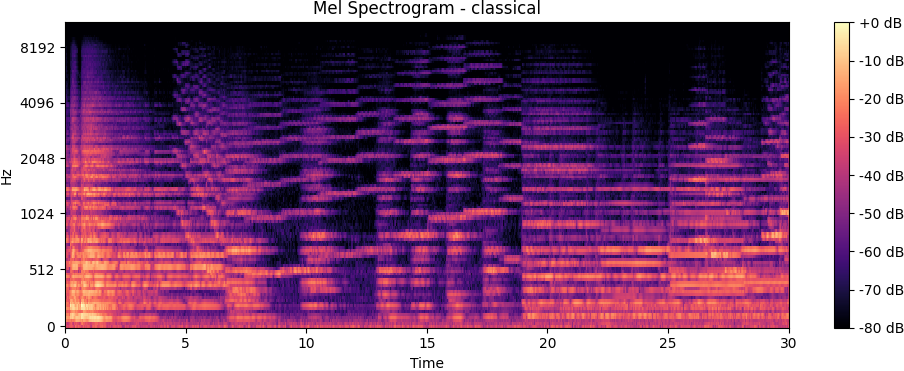 Mel Spectrogram - classical
Hz
8192
4096
2048
1024
512
0
0 5 10 15 20 25 30
Time
+0 dB
-10 dB
-20 dB
-30 dB
-40 dB
-50 dB
-60 dB
-70 dB
-80 dB